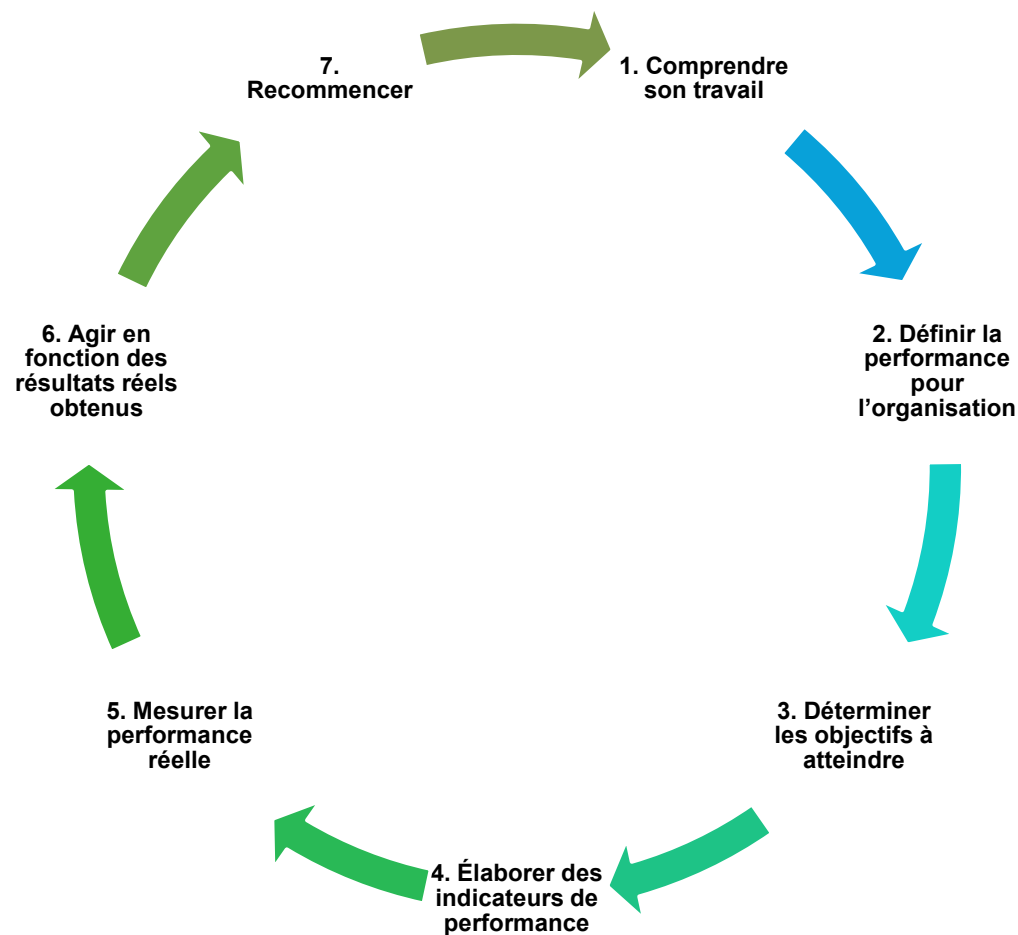 1. Comprendre
son travail
2. Définir la
performance
pour
l’organisation
3. Déterminer
les objectifs à
atteindre
4. Élaborer des
indicateurs de
performance
5. Mesurer la
performance
réelle
6. Agir en
fonction des
résultats réels
obtenus
7.
Recommencer